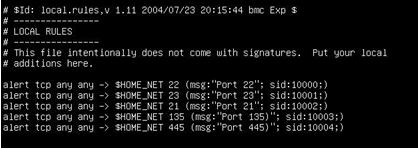 # $Id: local.rules,v 1.11 2004/07/23 20:15:44 bmc Exp $
# ----------------
# LOCAL RULES
# ----------------
# This file intentionally does not come with signatures.  Put your local
# additions here.
alert tcp any any -> $HOME_NET 22 (msg:"Port 22"; sid:10000;)
alert tcp any any -> $HOME_NET 23 (msg:"Port 23"; sid:10001;)
alert tcp any any -> $HOME_NET 21 (msg:"Port 21"; sid:10002;)
alert tcp any any -> $HOME_NET 135 (msg:"Port 135)"; sid:10003;)
alert tcp any any -> $HOME_NET 445 (msg:"Port 445)"; sid:10004;)